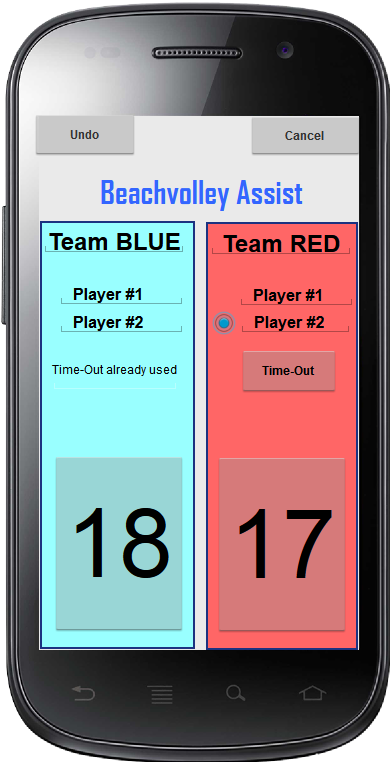 Undo
Cancel
Beachvolley Assist
Team BLUE
Player #1
Player #2
Time-Out already used
18
Team RED
Player #1
Player #2
Time-Out
17